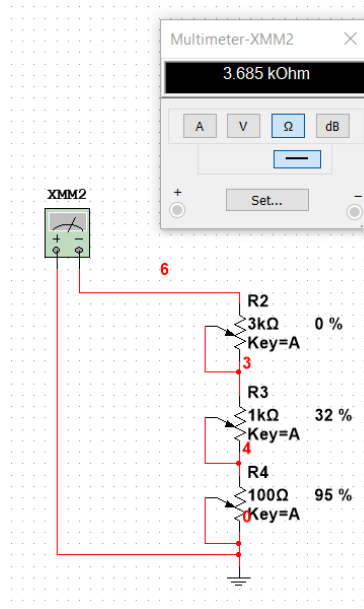 Multimeter-XMM2
3.685 kOhm
A V Ω dB
+ Set... −
XMM2
+ −
6
R2
3kΩ 0 %
Key=A
3
R3
1kΩ 32 %
Key=A
4
R4
100Ω 95 %
0
Key=A